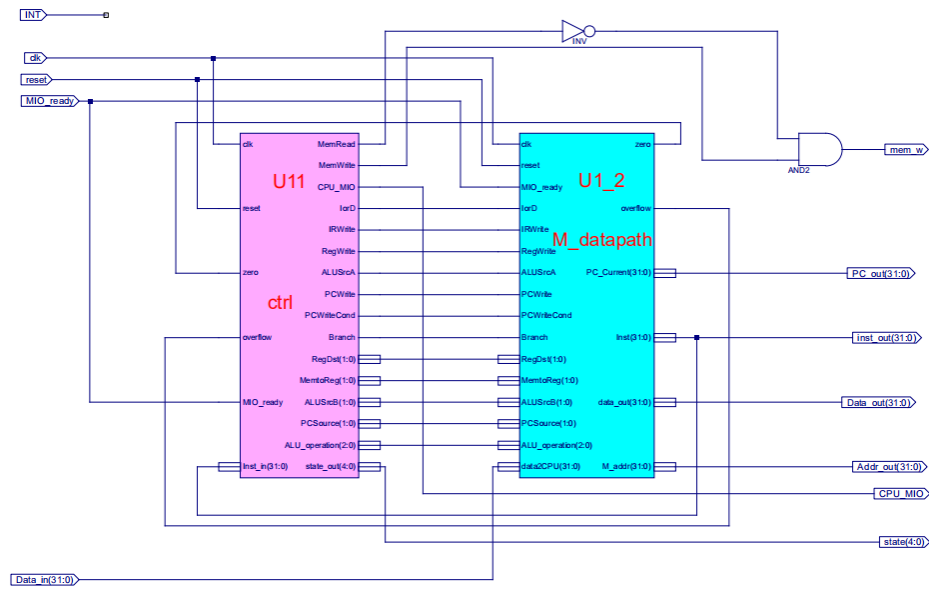 INT
clk
reset
MIO_ready
INV
AND2
mem_w
U11
ctrl
clk
reset
zero
overflow
MIO_ready
Inst_in(31:0)
MemRead
MemWrite
CPU_MIO
IorD
IRWrite
RegWrite
ALUSrcA
PCWrite
PCWriteCond
Branch
RegDst(1:0)
MemtoReg(1:0)
ALUSrcB(1:0)
PCSource(1:0)
ALU_operation(2:0)
state_out(4:0)
U1_2
M_datapath
clk
reset
MIO_ready
IorD
IRWrite
RegWrite
ALUSrcA
PCWrite
PCWriteCond
Branch
RegDst(1:0)
MemtoReg(1:0)
ALUSrcB(1:0)
PCSource(1:0)
ALU_operation(2:0)
data2CPU(31:0)
zero
overflow
PC_Current(31:0)
Inst(31:0)
data_out(31:0)
M_addr(31:0)
PC_out(31:0)
inst_out(31:0)
Data_out(31:0)
Addr_out(31:0)
CPU_MIO
state(4:0)
Data_in(31:0)